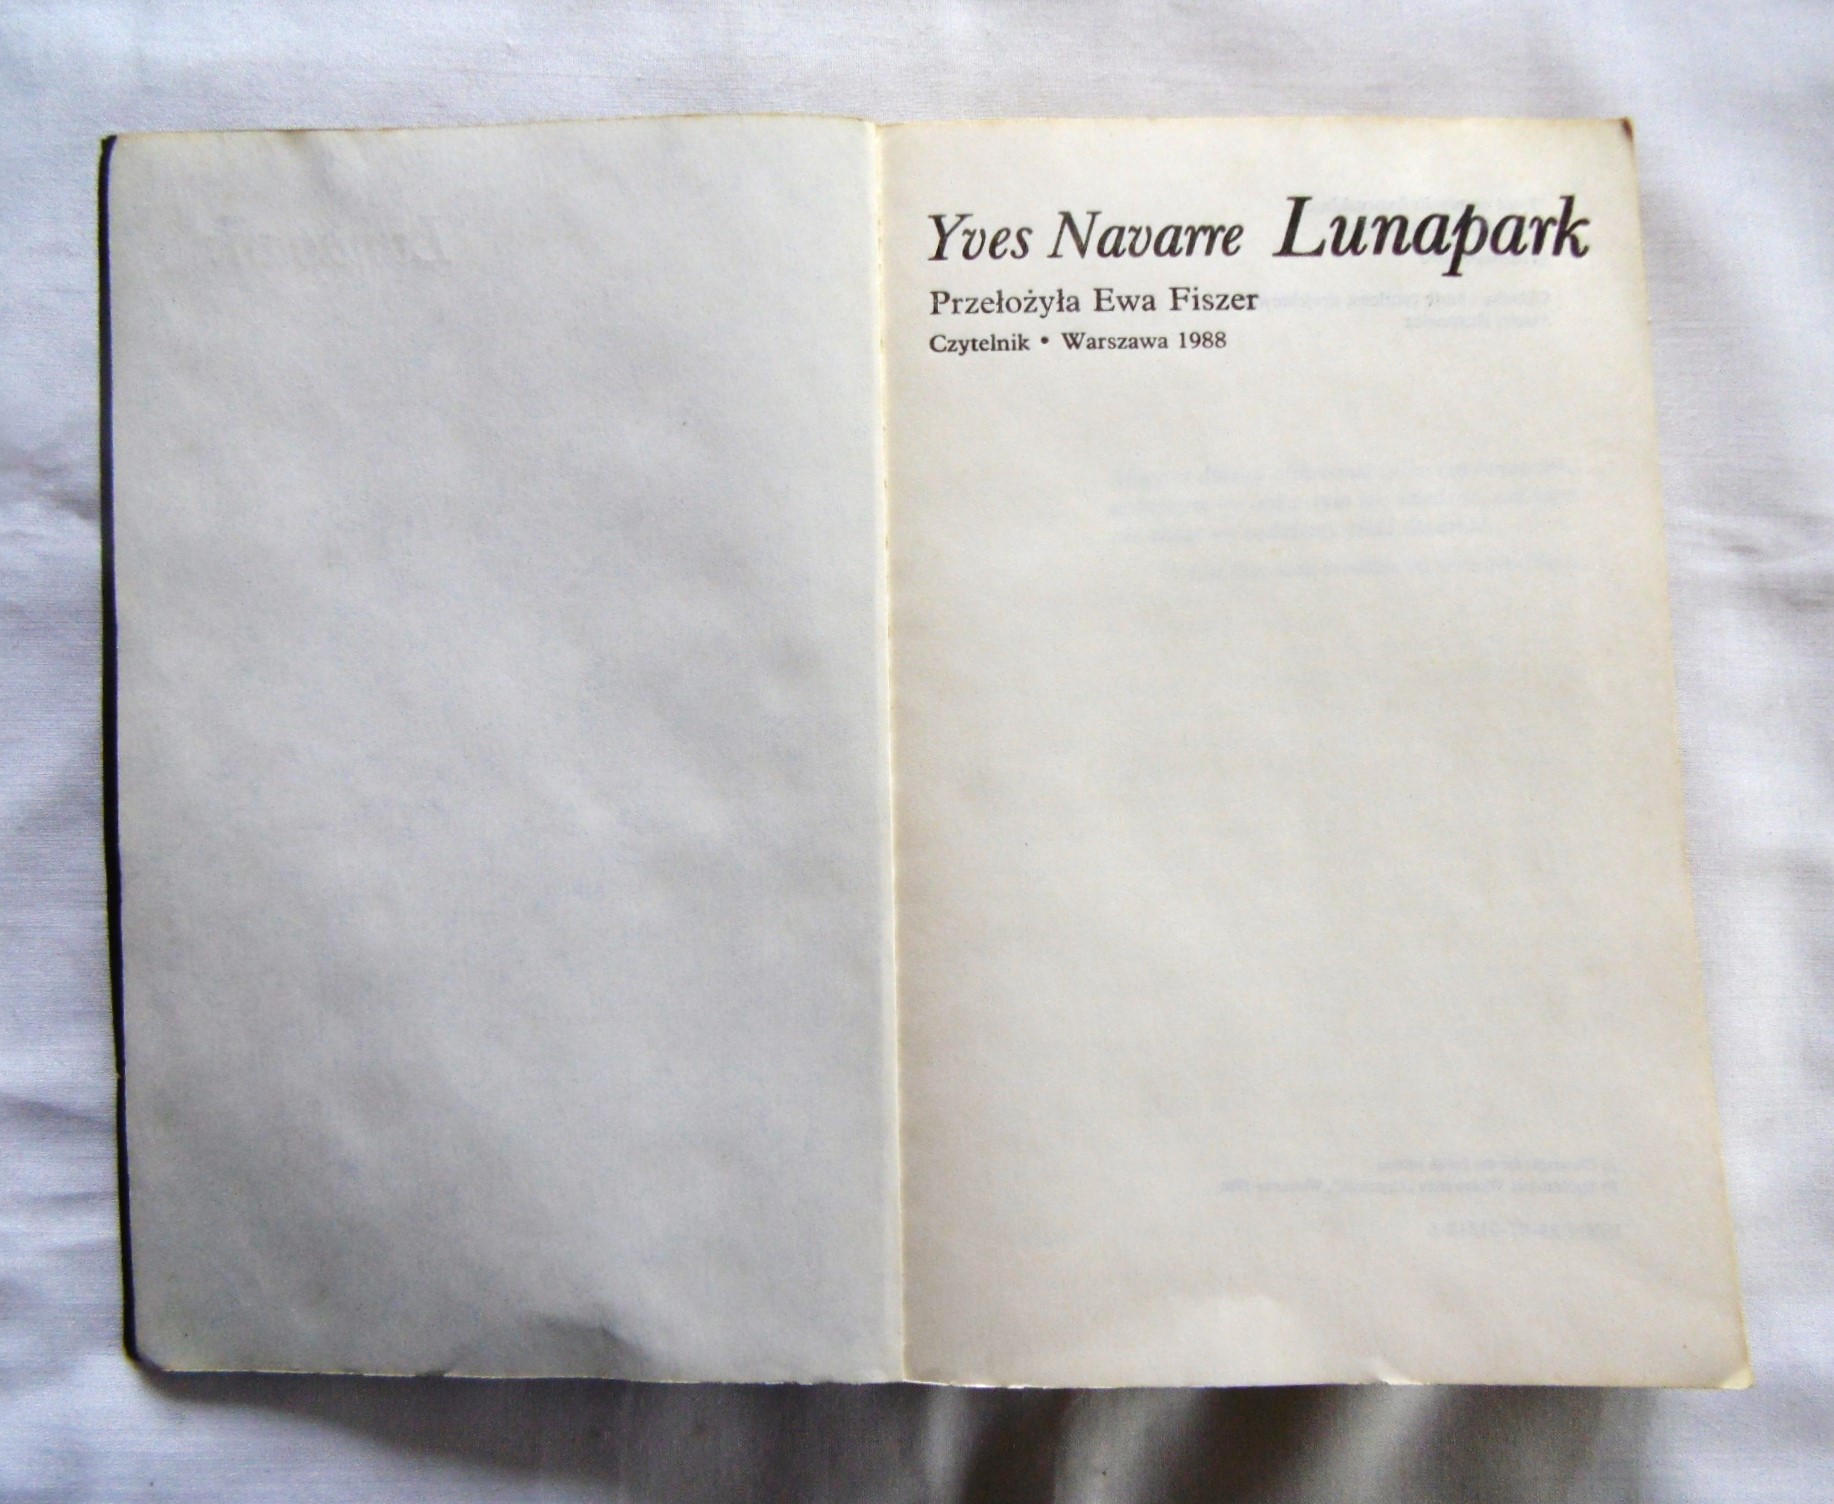 Yves Navarre Lunapark
Przełożyła Ewa Fiszer
Czytelnik • Warszawa 1988